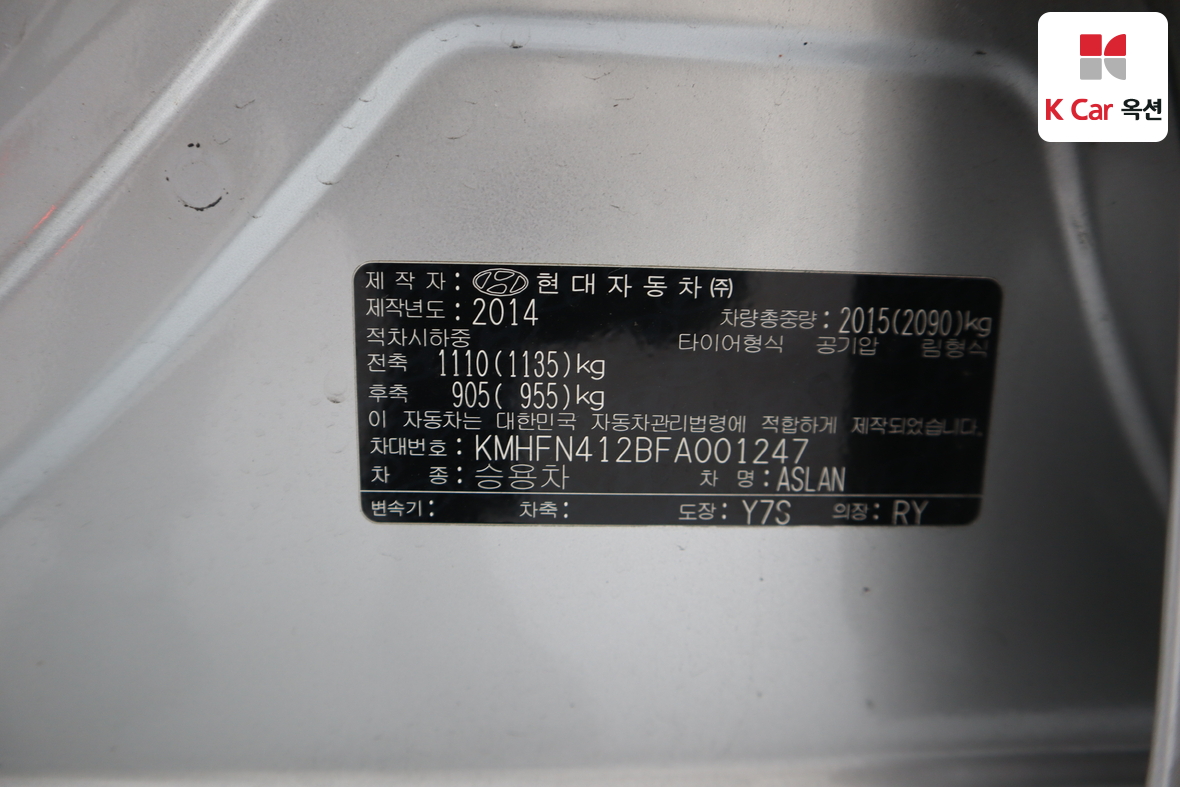 K Car 옥션
제 작 자 : 현 대 자 동 차 ㈜
제작년도 : 2014 차량총중량 : 2015(2090)kg
적차시하중 타이어형식 공기압 림형식
전축 1110(1135)kg
후축 905( 955)kg
이 자동차는 대한민국 자동차관리법령에 적합하게 제작되었습니다.
차대번호 : KMHFN412BFA001247
차 종 : 승용차 차 명 : ASLAN
변속기 : 차축 : 도장 : Y7S 의장 : RY